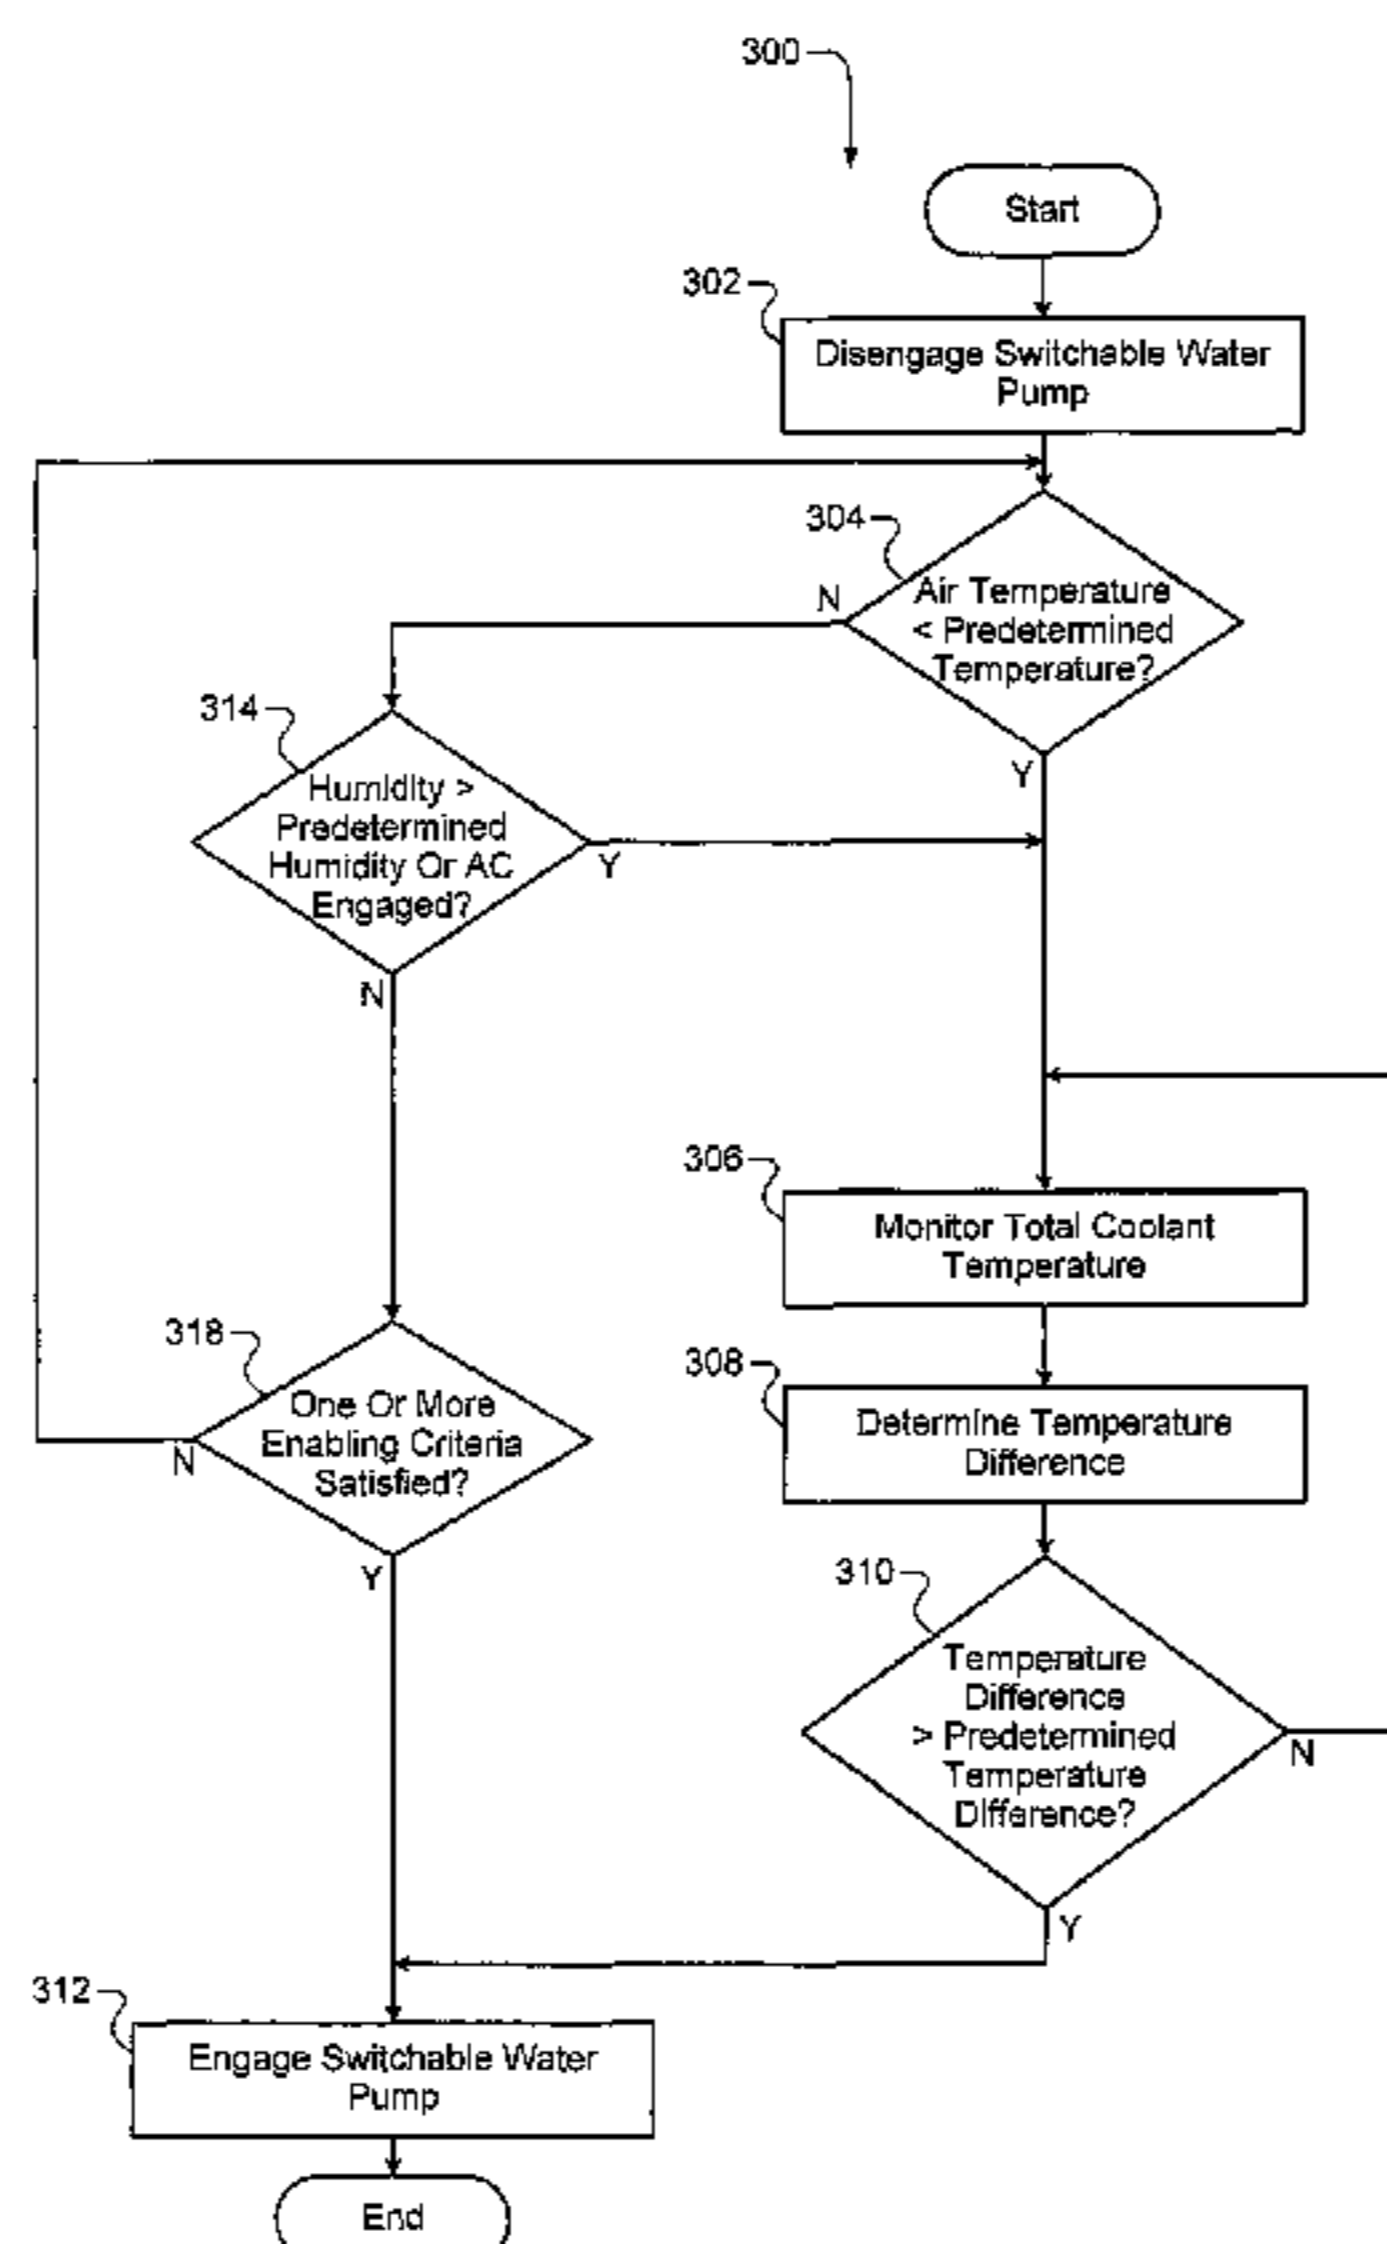 300
Start
302
Disengage Switchable Water
Pump
304
N
Air Temperature
< Predetermined
Temperature?
Y
314
Humidity >
Predetermined
Humidity Or AC
Engaged?
Y
N
306
Monitor Total Coolant
Temperature
318
One Or More
Enabling Criteria
Satisfied?
N
Y
308
Determine Temperature
Difference
310
Temperature
Difference
> Predetermined
Temperature
Difference?
N
Y
312
Engage Switchable Water
Pump
End